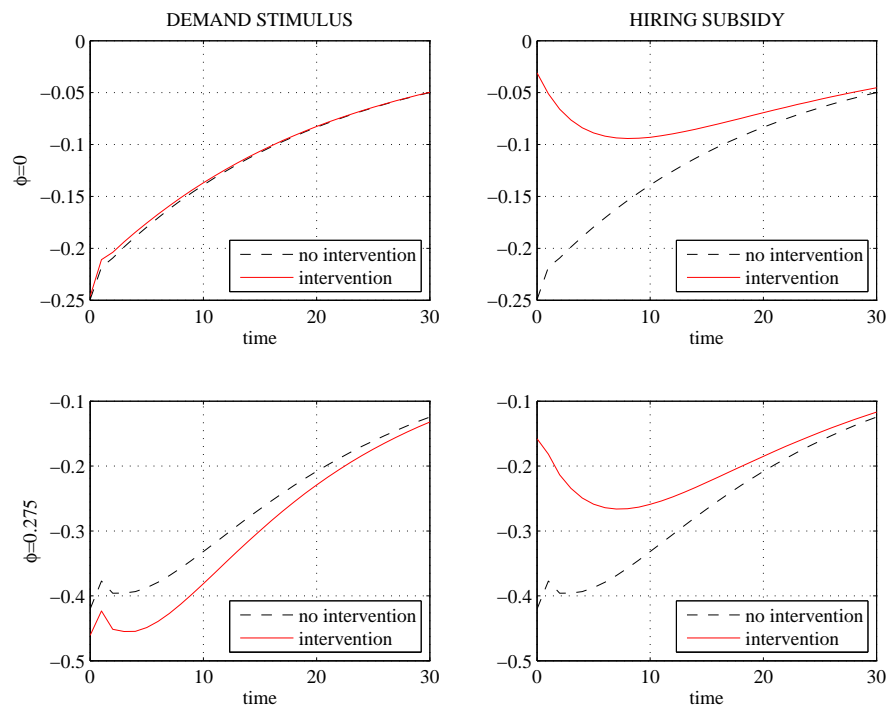 DEMAND STIMULUS
HIRING SUBSIDY
0
−0.05
−0.1
−0.15
−0.2
−0.25
ϕ=0
no intervention
intervention
0 10 20 30
time
0
−0.05
−0.1
−0.15
−0.2
−0.25
no intervention
intervention
0 10 20 30
time
−0.1
−0.2
−0.3
−0.4
−0.5
ϕ=0.275
no intervention
intervention
0 10 20 30
time
−0.1
−0.2
−0.3
−0.4
−0.5
no intervention
intervention
0 10 20 30
time